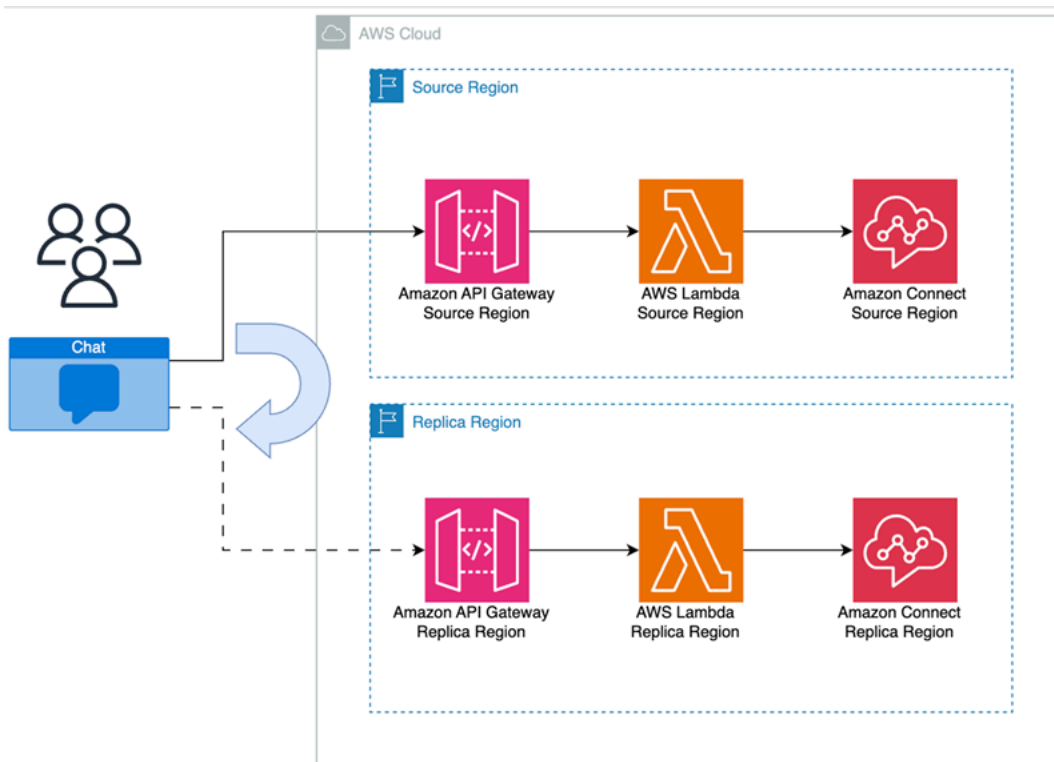 AWS Cloud
Source Region
Amazon API Gateway
Source Region
AWS Lambda
Source Region
Amazon Connect
Source Region
Chat
Replica Region
</>
Amazon API Gateway
Replica Region
AWS Lambda
Replica Region
Amazon Connect
Replica Region